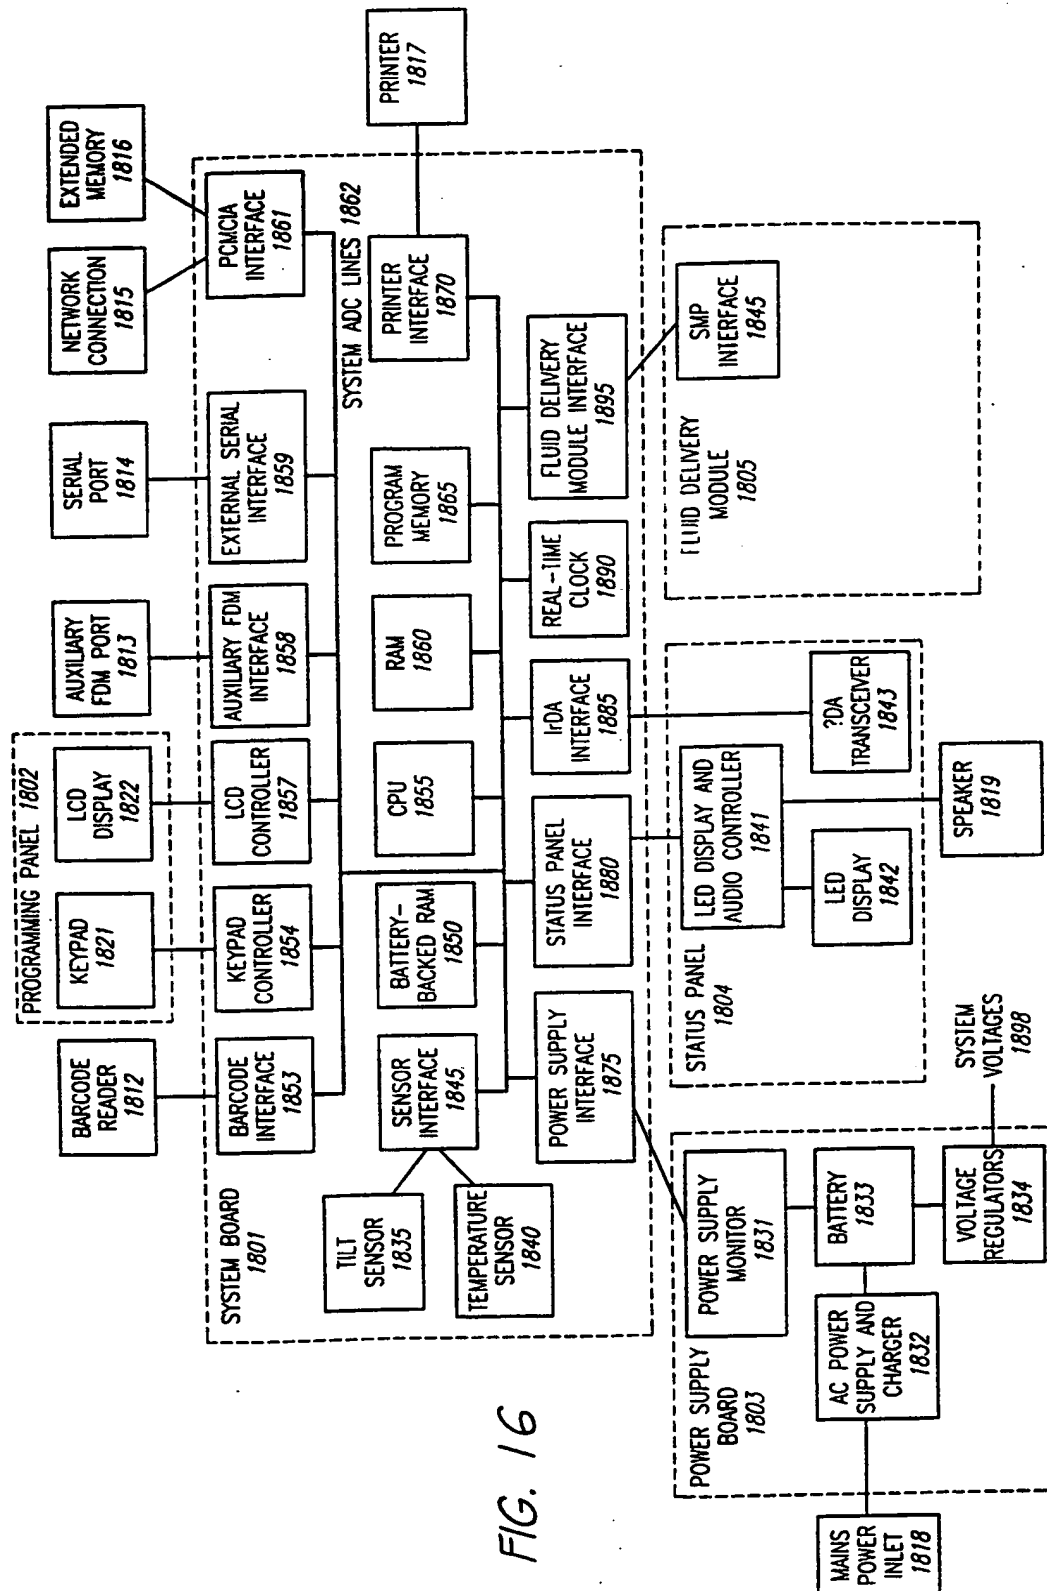 PROGRAMMING PANEL 1802
BARCODE
READER
1812
KEYPAD
1821
LCD
DISPLAY
1822
AUXILIARY
FDM PORT
1813
SERIAL
PORT
1814
NETWORK
CONNECTION
1815
EXTENDED
MEMORY
1816
SYSTEM BOARD
1801
BARCODE
INTERFACE
1853
KEYPAD
CONTROLLER
1854
LCD
CONTROLLER
1857
AUXILIARY FDM
INTERFACE
1858
EXTERNAL SERIAL
INTERFACE
1859
PCMCIA
INTERFACE
1861
SYSTEM ADC LINES 1862
TILT
SENSOR
1835
TEMPERATURE
SENSOR
1840
SENSOR
INTERFACE
1845.
BATTERY-
BACKED RAM
1850
CPU
1855
RAM
1860
PROGRAM
MEMORY
1865
PRINTER
INTERFACE
1870
PRINTER
1817
POWER SUPPLY
INTERFACE
1875
STATUS PANEL
INTERFACE
1880
IrDA
INTERFACE
1885
REAL-TIME
CLOCK
1890
FLUID DELIVERY
MODULE INTERFACE
1895
POWER SUPPLY
BOARD
1803
POWER SUPPLY
MONITOR
1831
MAINS
POWER
INLET
1818
AC POWER
SUPPLY AND
CHARGER
1832
BATTERY
1833
VOLTAGE
REGULATORS
1834
SYSTEM
VOLTAGES
1898
STATUS PANEL
1804
LED DISPLAY AND
AUDIO CONTROLLER
1841
LED
DISPLAY
1842
?DA
TRANSCEIVER
1843
SPEAKER
1819
FLUID DELIVERY
MODULE
1805
SMP
INTERFACE
1845
FIG. 16